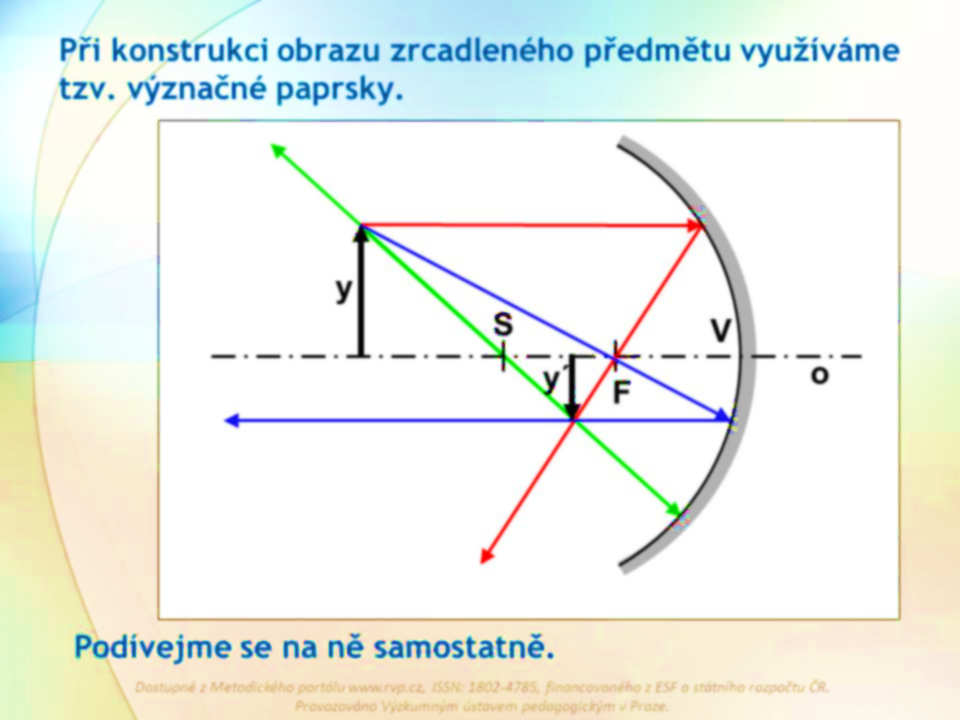 Při konstrukci obrazu zrcadleného předmětu využíváme
tzv. význačné paprsky.
y
S
V
y´
F
o
Podívejme se na ně samostatně.
Dostupné z Metodického portálu www.rvp.cz, ISSN: 1802-4785, financovaného z ESF a státního rozpočtu ČR.
Provozováno Výzkumným ústavem pedagogickým v Praze.